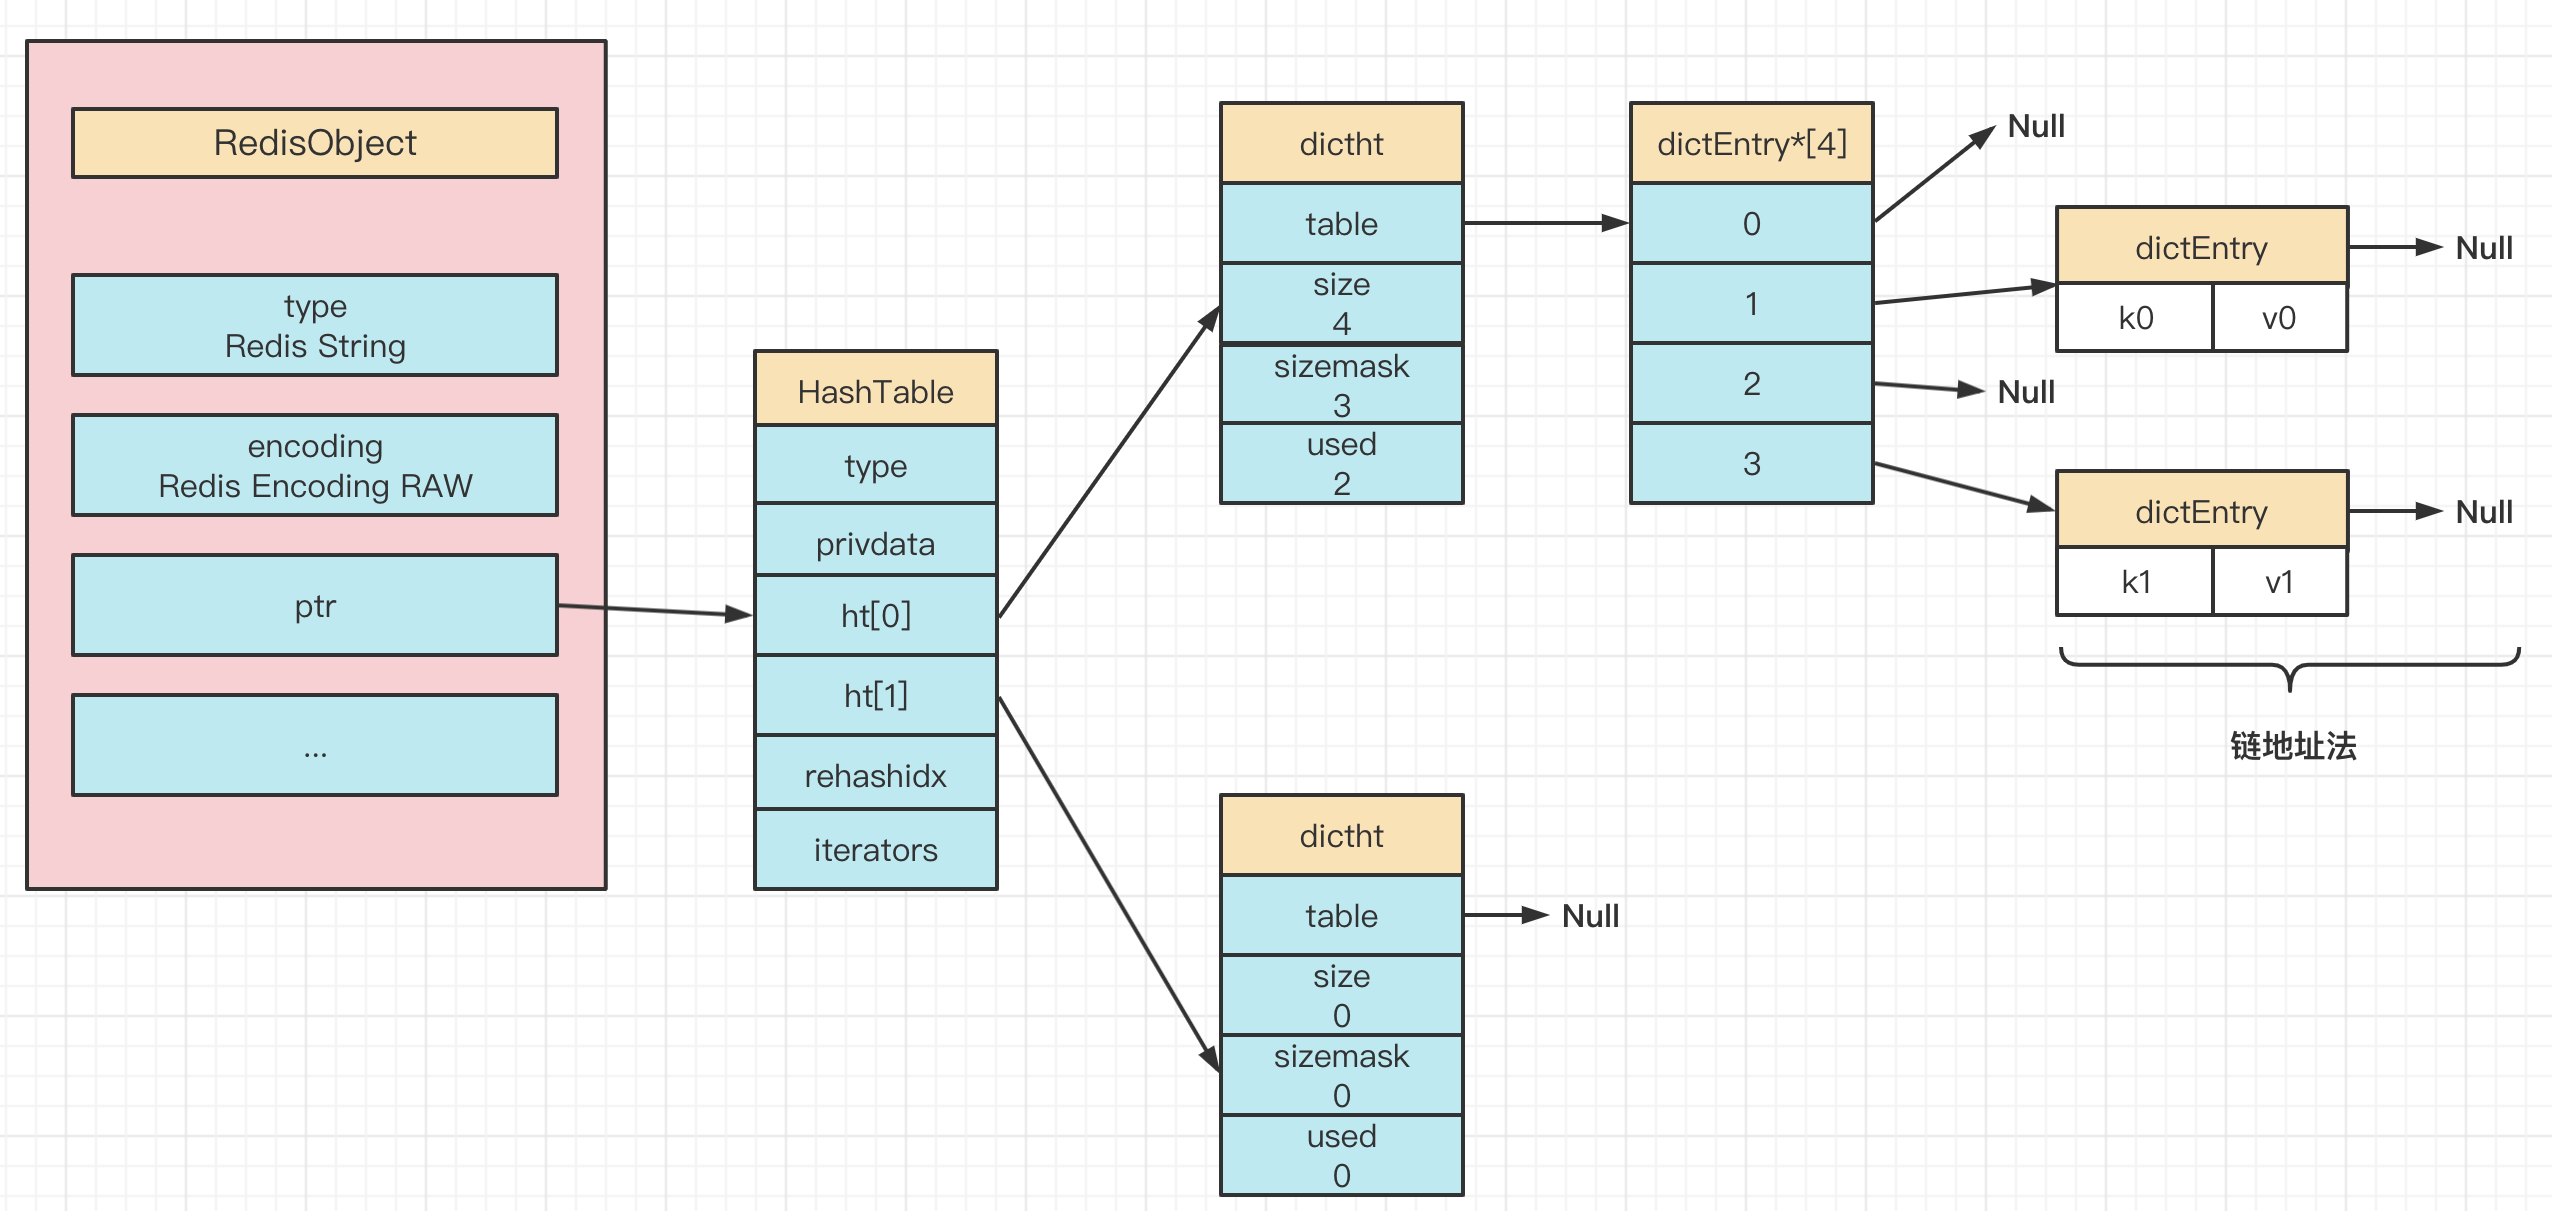 RedisObject
type
Redis String
encoding
Redis Encoding RAW
ptr
...
HashTable
type
privdata
ht[0]
ht[1]
rehashidx
iterators
dictht
table
size
4
sizemask
3
used
2
dictEntry*[4]
0
1
2
3
Null
dictEntry
k0
v0
Null
Null
dictEntry
k1
v1
Null
链地址法
dictht
table
size
0
sizemask
0
used
0
Null